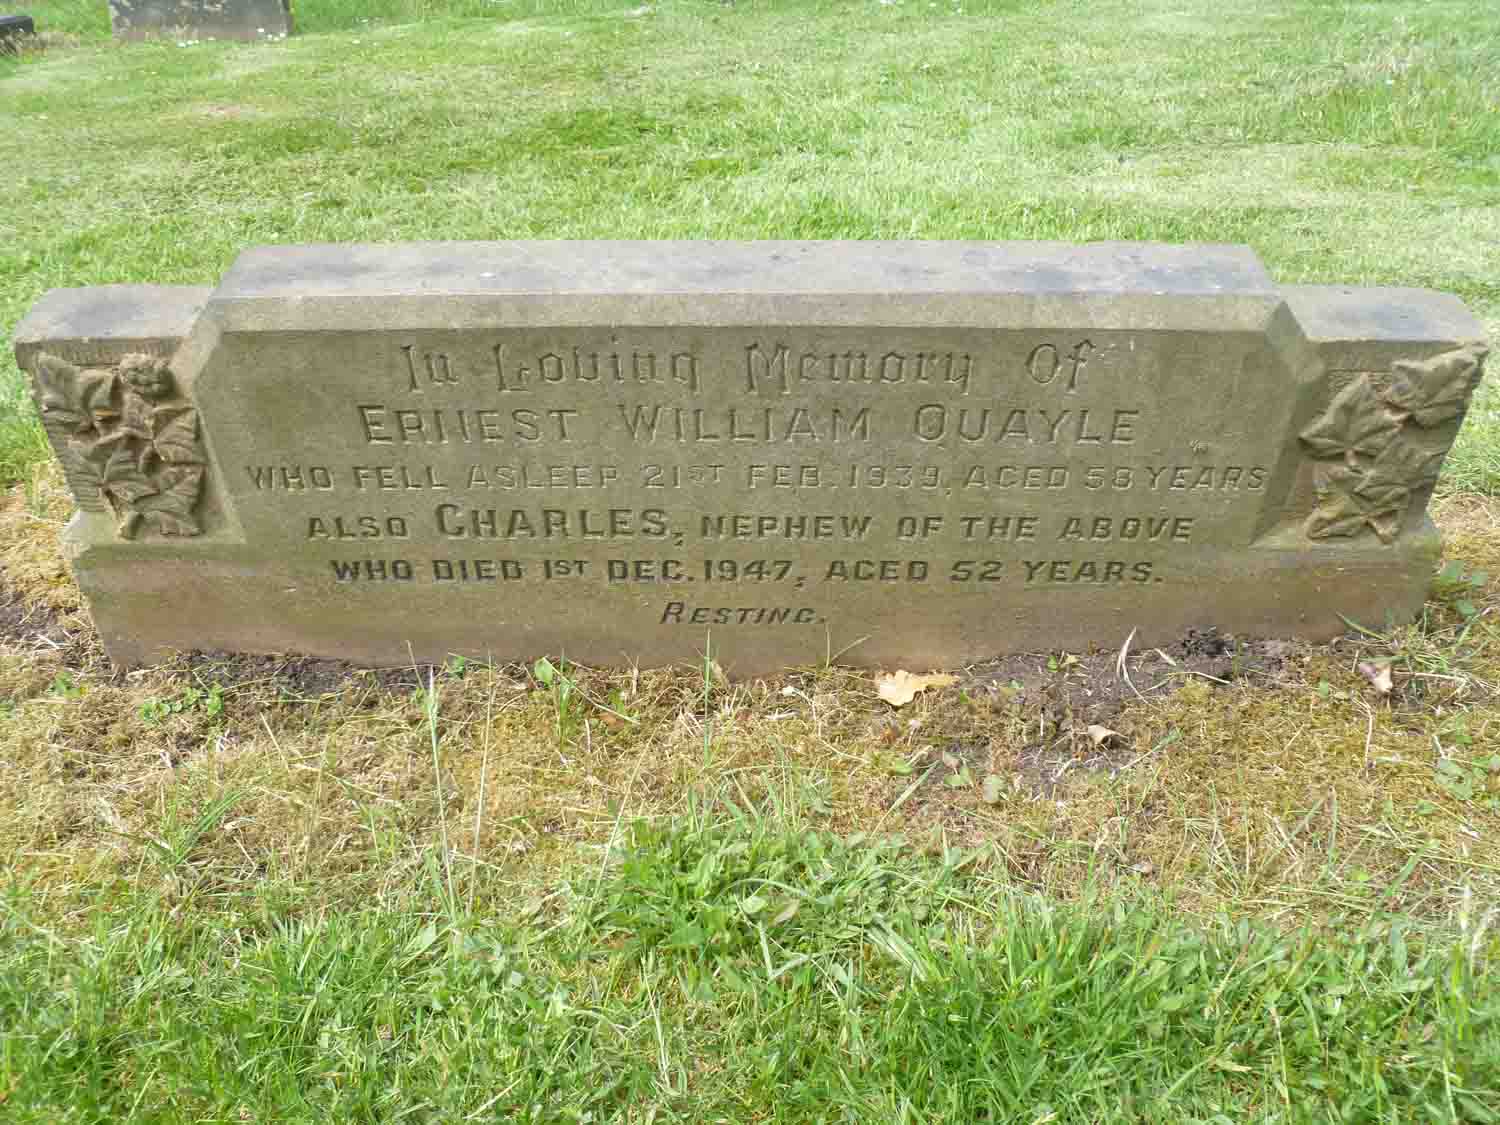 In Loving Memory Of
ERNEST WILLIAM QUAYLE
WHO FELL ASLEEP 21ST FEB. 1939, AGED 58 YEARS
ALSO CHARLES, NEPHEW OF THE ABOVE
WHO DIED 1ST DEC. 1947, AGED 52 YEARS.
RESTING.